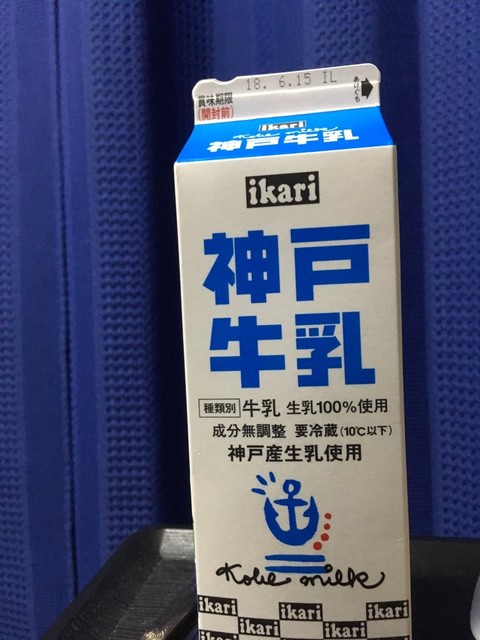 18. 6.15 IL
賞味期限
(開封前)
あけぐち
ikari
Kobe milk
神戸牛乳
ikari
神戸
牛乳
種類別 牛乳 生乳100%使用
成分無調整 要冷蔵(10℃以下)
神戸産生乳使用
Kobe milk
ikari ikari ikari
ikari ikari